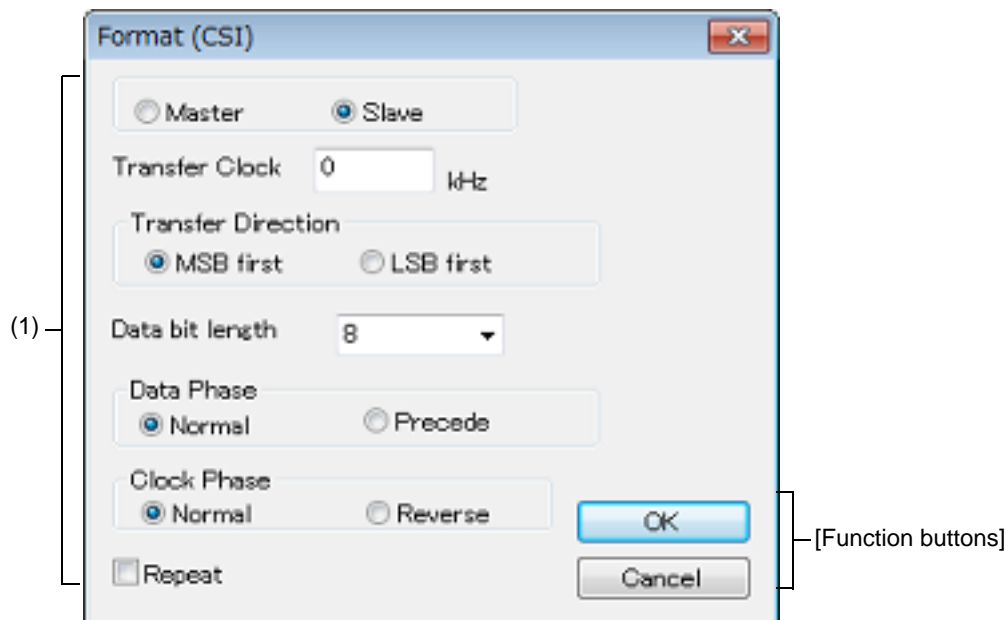 Format (CSI)
Master Slave
Transfer Clock 0 kHz
Transfer Direction
MSB first LSB first
(1)
Data bit length 8
Data Phase
Normal Precede
Clock Phase
Normal Reverse
OK
[Function buttons]
Repeat
Cancel